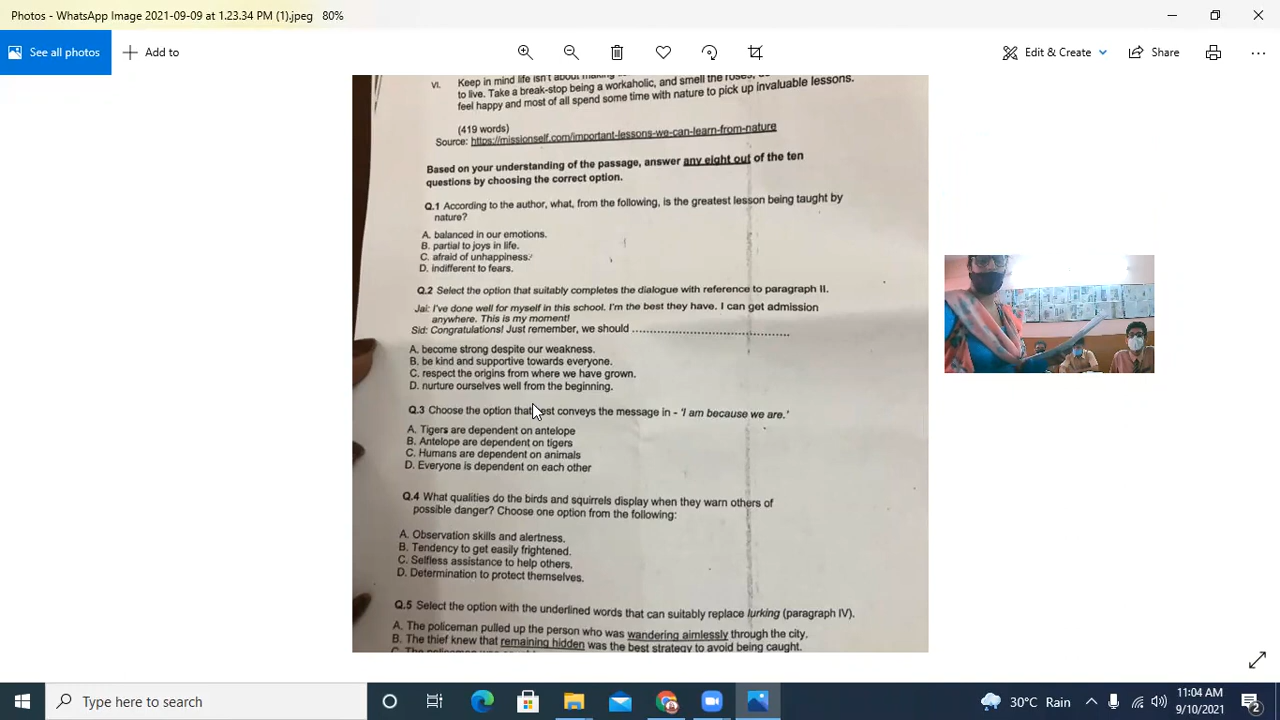 Photos - WhatsApp Image 2021-09-09 at 1.23.34 PM (1).jpeg 80%
See all photos
Add to
Edit & Create
Share
VI. Keep in mind life isn't about making
to live. Take a break-stop being a workaholic, and smell the roses,
feel happy and most of all spend some time with nature to pick up invaluable lessons.
(419 words)
Source: https://missionself.com/important-lessons-we-can-learn-from-nature
Based on your understanding of the passage, answer any eight out of the ten
questions by choosing the correct option.
Q.1 According to the author, what, from the following, is the greatest lesson being taught by
nature?
A. balanced in our emotions.
B. partial to joys in life.
C. afraid of unhappiness.
D. indifferent to fears.
Q.2 Select the option that suitably completes the dialogue with reference to paragraph II.
Jai: I've done well for myself in this school. I'm the best they have. I can get admission
anywhere. This is my moment!
Sid: Congratulations! Just remember, we should ........................................
A. become strong despite our weakness.
B. be kind and supportive towards everyone.
C. respect the origins from where we have grown.
D. nurture ourselves well from the beginning.
Q.3 Choose the option that best conveys the message in - 'I am because we are.'
A. Tigers are dependent on antelope
B. Antelope are dependent on tigers
C. Humans are dependent on animals
D. Everyone is dependent on each other
Q.4 What qualities do the birds and squirrels display when they warn others of
possible danger? Choose one option from the following:
A. Observation skills and alertness.
B. Tendency to get easily frightened.
C. Selfless assistance to help others.
D. Determination to protect themselves.
Q.5 Select the option with the underlined words that can suitably replace lurking (paragraph IV).
A. The policeman pulled up the person who was wandering aimlessly through the city.
B. The thief knew that remaining hidden was the best strategy to avoid being caught.
C. The policeman was
Type here to search
30°C Rain
11:04 AM
9/10/2021
2